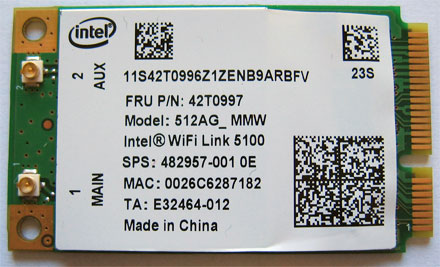 intel
2
AUX
11S42T0996Z1ZENB9ARBFV
23S
FRU P/N: 42T0997
Model: 512AG_ MMW
Intel® WiFi Link 5100
SPS: 482957-001 0E
1
MAIN
MAC: 0026C6287182
TA: E32464-012
Made in China